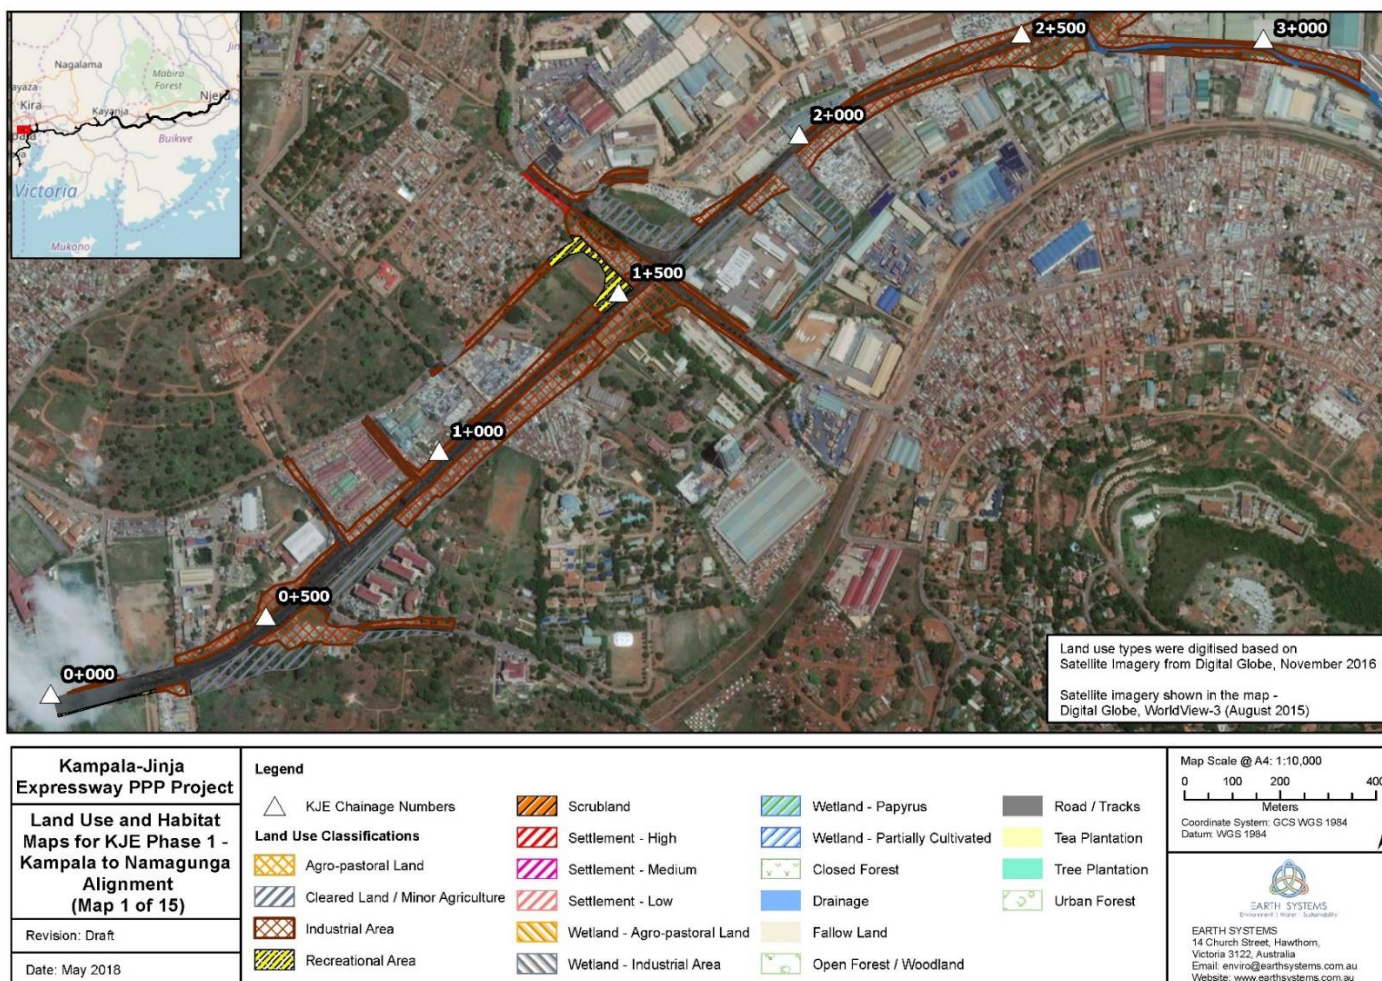 Nagalama
Jin
Mabira
Forest
ayaza
Kira
Kayanja
Njeru
Buikwe
Victoria
Mukono
2+500
3+000
2+000
1+500
1+000
0+500
0+000
Land use types were digitised based on
Satellite Imagery from Digital Globe, November 2016
Satellite imagery shown in the map -
Digital Globe, WorldView-3 (August 2015)
Kampala-Jinja
Expressway PPP Project
Land Use and Habitat
Maps for KJE Phase 1 -
Kampala to Namagunga
Alignment
(Map 1 of 15)
Revision: Draft
Date: May 2018
Legend
KJE Chainage Numbers
Land Use Classifications
Agro-pastoral Land
Cleared Land / Minor Agriculture
Industrial Area
Recreational Area
Scrubland
Settlement - High
Settlement - Medium
Settlement - Low
Wetland - Agro-pastoral Land
Wetland - Industrial Area
Wetland - Papyrus
Wetland - Partially Cultivated
Closed Forest
Drainage
Fallow Land
Open Forest / Woodland
Road / Tracks
Tea Plantation
Tree Plantation
Urban Forest
Map Scale @ A4: 1:10,000
0 100 200 400
Meters
Coordinate System: GCS WGS 1984
Datum: WGS 1984
EARTH SYSTEMS
Environment | Water | Sustainability
EARTH SYSTEMS
14 Church Street, Hawthorn,
Victoria 3122, Australia
Email: enviro@earthsystems.com.au
Website: www.earthsystems.com.au